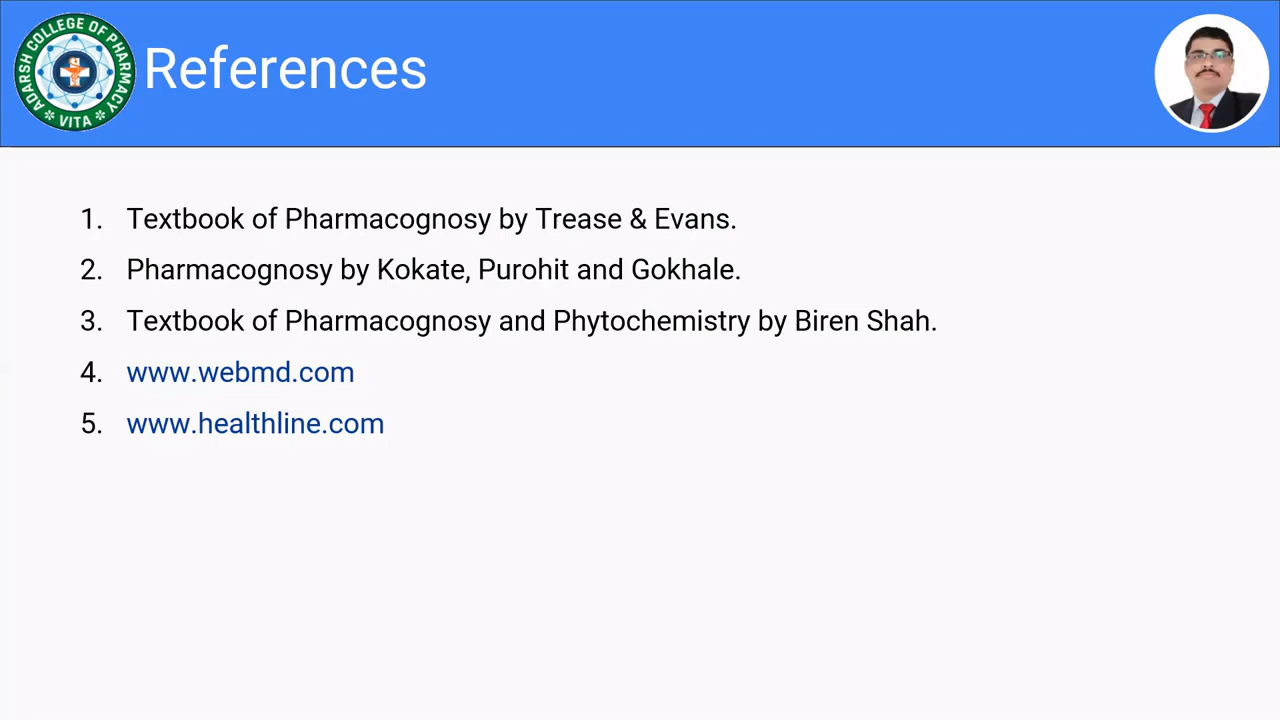 ADARSH COLLEGE OF PHARMACY
VITA
References
1. Textbook of Pharmacognosy by Trease & Evans.
2. Pharmacognosy by Kokate, Purohit and Gokhale.
3. Textbook of Pharmacognosy and Phytochemistry by Biren Shah.
4. www.webmd.com
5. www.healthline.com